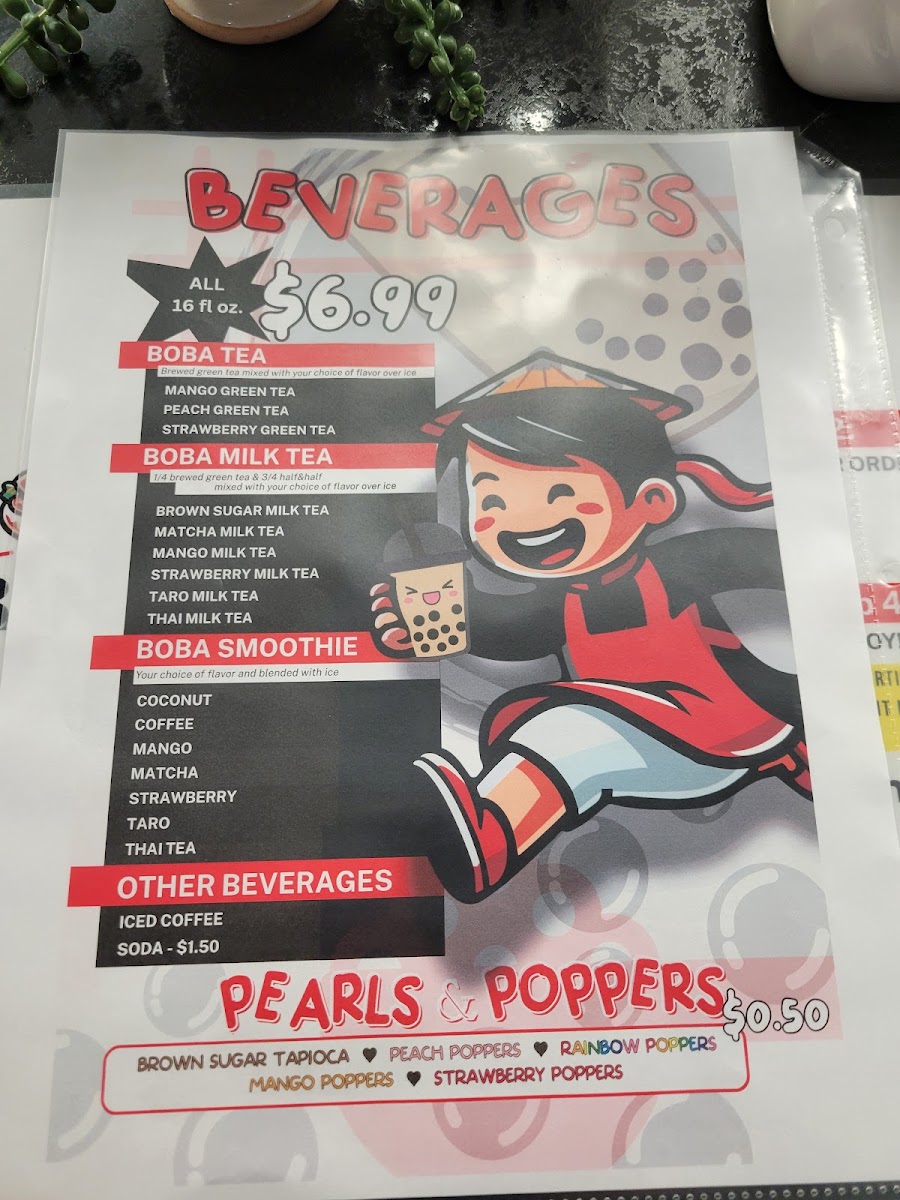 BEVERAGES
ALL
16 fl oz.
$6.99
BOBA TEA
Brewed green tea mixed with your choice of flavor over ice
MANGO GREEN TEA
PEACH GREEN TEA
STRAWBERRY GREEN TEA
BOBA MILK TEA
1/4 brewed green tea & 3/4 half&half
mixed with your choice of flavor over ice
BROWN SUGAR MILK TEA
MATCHA MILK TEA
MANGO MILK TEA
STRAWBERRY MILK TEA
TARO MILK TEA
THAI MILK TEA
BOBA SMOOTHIE
Your choice of flavor and blended with ice
COCONUT
COFFEE
MANGO
MATCHA
STRAWBERRY
TARO
THAI TEA
OTHER BEVERAGES
ICED COFFEE
SODA - $1.50
PEARLS & POPPERS
$0.50
BROWN SUGAR TAPIOCA ♥ PEACH POPPERS ♥ RAINBOW POPPERS
MANGO POPPERS ♥ STRAWBERRY POPPERS